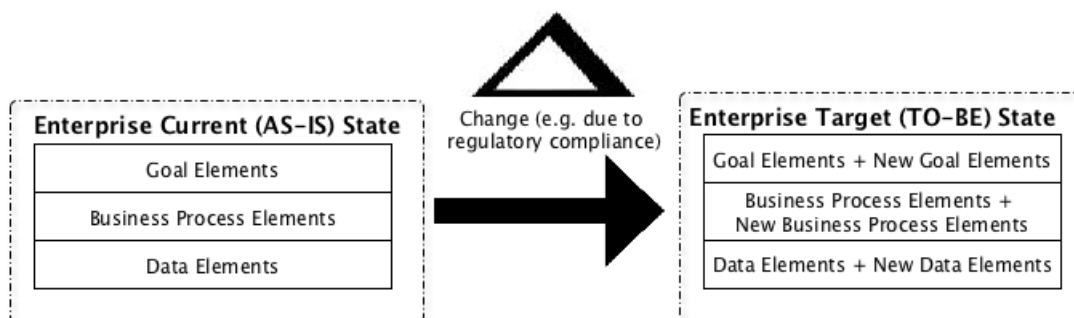 Enterprise Current (AS-IS) State
Goal Elements
Business Process Elements
Data Elements
Change (e.g. due to
regulatory compliance)
Enterprise Target (TO-BE) State
Goal Elements + New Goal Elements
Business Process Elements +
New Business Process Elements
Data Elements + New Data Elements